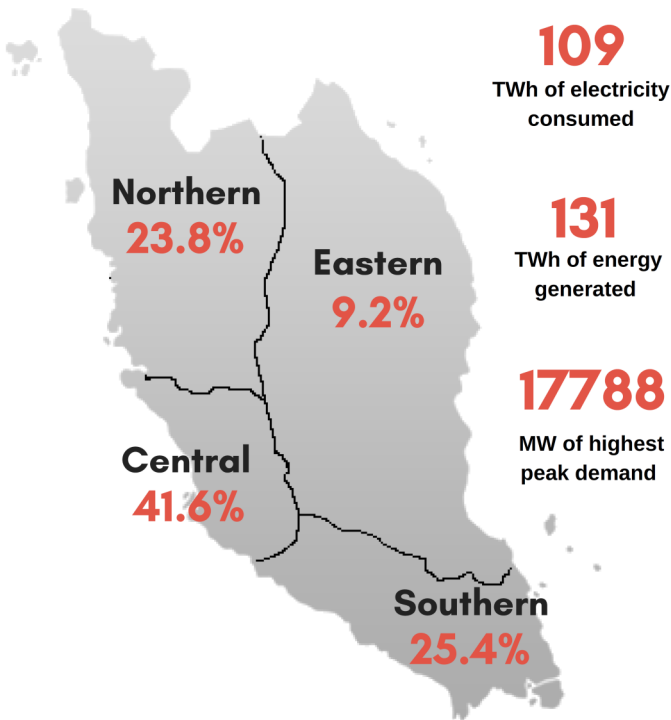 109
TWh of electricity
consumed
Northern
23.8%
131
TWh of energy
generated
Eastern
9.2%
17788
MW of highest
peak demand
Central
41.6%
Southern
25.4%